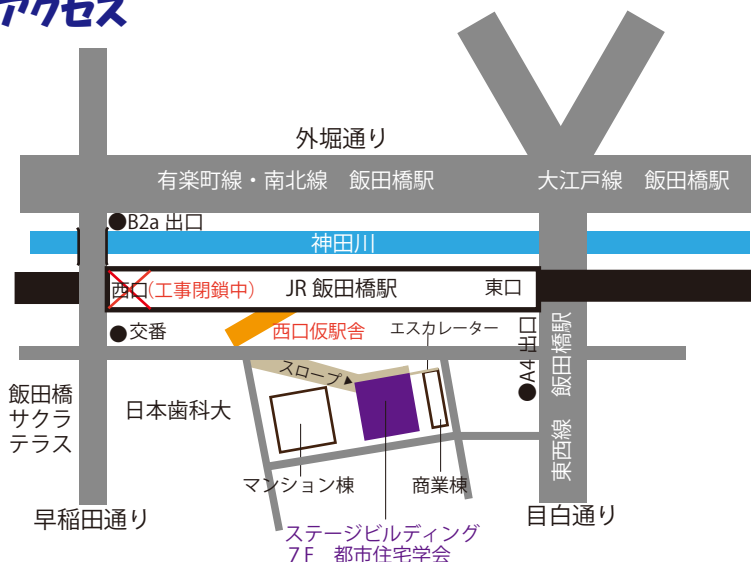 アクセス
外堀通り
有楽町線・南北線 飯田橋駅
大江戸線 飯田橋駅
●B2a 出口
神田川
西口(工事閉鎖中)
JR 飯田橋駅
東口
●交番
西口仮駅舎
エスカレーター
●A4 出口
東西線 飯田橋駅
スロープ▲
飯田橋
サクラ
テラス
日本歯科大
マンション棟
商業棟
早稲田通り
目白通り
ステージビルディング
7F 都市住宅学会